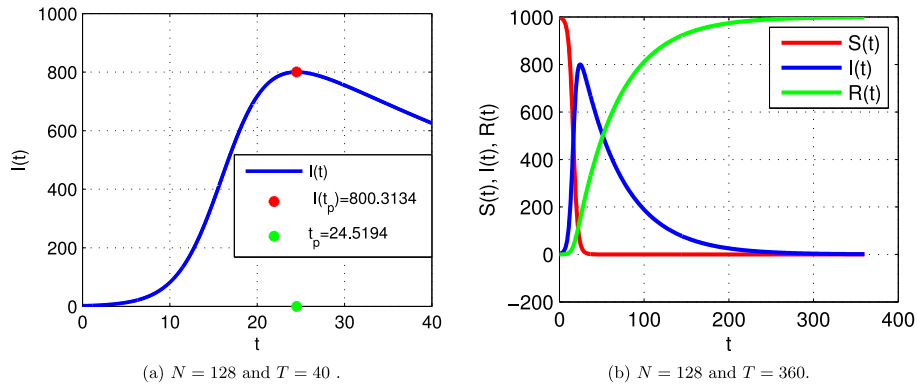 1000
800
600
400
200
0
I(t)
0
10
20
30
40
t
I(t)
I(t_p)=800.3134
t_p=24.5194
(a) N = 128 and T = 40 .
1000
800
600
400
200
0
−200
S(t), I(t), R(t)
0
100
200
300
400
t
S(t)
I(t)
R(t)
(b) N = 128 and T = 360.